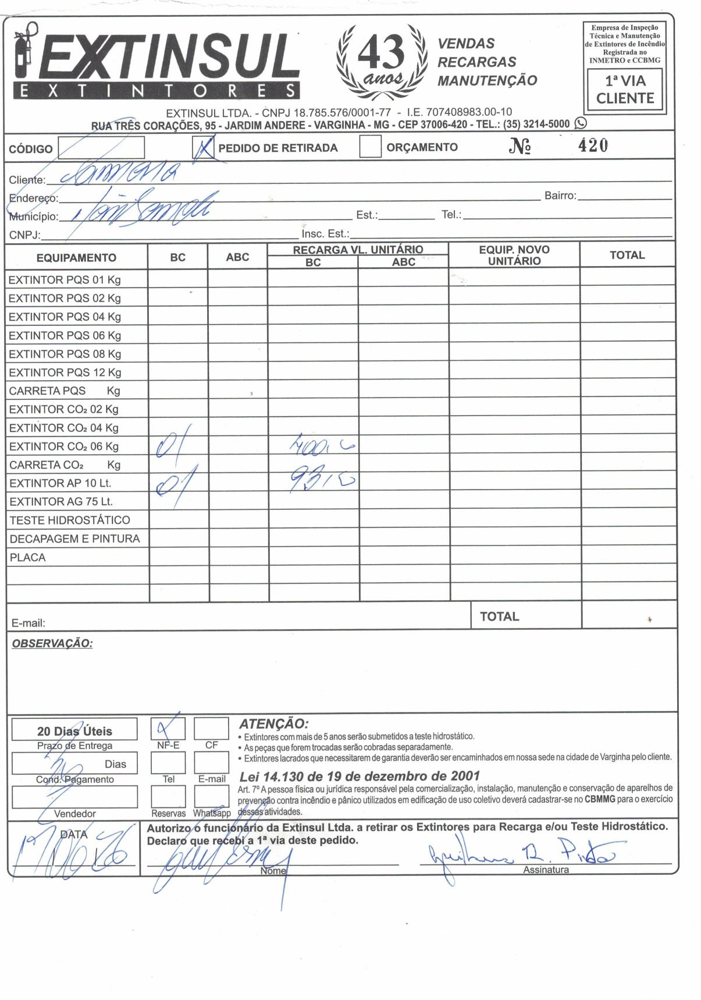 EXTINSUL
EXTINTORES
43
anos
VENDAS
RECARGAS
MANUTENÇÃO
Empresa de Inspeção
Técnica e Manutenção
de Extintores de Incêndio
Registrada no
INMETRO e CCBMG
1ª VIA
CLIENTE
EXTINSUL LTDA. - CNPJ 18.785.576/0001-77 - I.E. 707408983.00-10
RUA TRÊS CORAÇÕES, 95 - JARDIM ANDERE - VARGINHA - MG - CEP 37006-420 - TEL.: (35) 3214-5000
CÓDIGO X PEDIDO DE RETIRADA ORÇAMENTO Nº 420
Cliente:
Endereço: Bairro:
Município: Est.: Tel.:
CNPJ: Insc. Est.:
EQUIPAMENTO BC ABC RECARGA VL. UNITÁRIO BC ABC EQUIP. NOVO UNITÁRIO TOTAL
EXTINTOR PQS 01 Kg
EXTINTOR PQS 02 Kg
EXTINTOR PQS 04 Kg
EXTINTOR PQS 06 Kg
EXTINTOR PQS 08 Kg
EXTINTOR PQS 12 Kg
CARRETA PQS Kg
EXTINTOR CO₂ 02 Kg
EXTINTOR CO₂ 04 Kg
EXTINTOR CO₂ 06 Kg 01
CARRETA CO₂ Kg
EXTINTOR AP 10 Lt. 01
EXTINTOR AG 75 Lt.
TESTE HIDROSTÁTICO
DECAPAGEM E PINTURA
PLACA
E-mail: TOTAL
OBSERVAÇÃO:
20 Dias Úteis
Prazo de Entrega
Dias
Cond. Pagamento
Vendedor
X
NF-E CF
Tel E-mail
Reservas Whatsapp
ATENÇÃO:
• Extintores com mais de 5 anos serão submetidos a teste hidrostático.
• As peças que forem trocadas serão cobradas separadamente.
• Extintores lacrados que necessitarem de garantia deverão ser encaminhados em nossa sede na cidade de Varginha pelo cliente.
Lei 14.130 de 19 de dezembro de 2001
Art. 7º A pessoa física ou jurídica responsável pela comercialização, instalação, manutenção e conservação de aparelhos de
prevenção contra incêndio e pânico utilizados em edificação de uso coletivo deverá cadastrar-se no CBMMG para o exercício
dessas atividades.
DATA
Autorizo o funcionário da Extinsul Ltda. a retirar os Extintores para Recarga e/ou Teste Hidrostático.
Declaro que recebi a 1ª via deste pedido.
Guilherme R. Pinto
Nome Assinatura